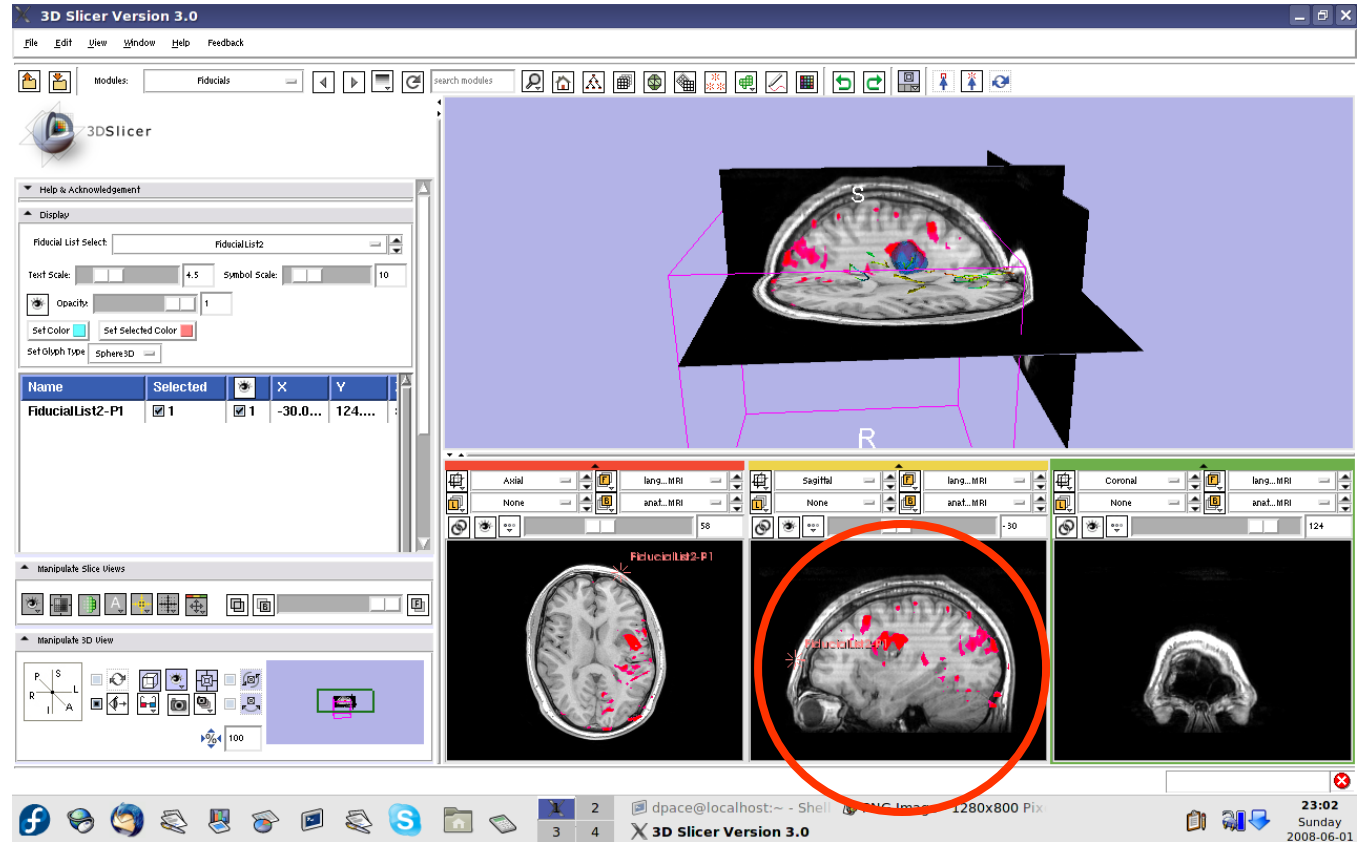 3D Slicer Version 3.0
File Edit View Window Help Feedback
Modules: Fiducials search modules
3DSlicer
Help & Acknowledgement
Display
Fiducial List Select: FiducialList2
Text Scale: 4.5 Symbol Scale: 10
Opacity: 1
Set Color Set Selected Color
Set Glyph Type Sphere3D
Name Selected X Y
FiducialList2-P1 1 1 -30.0... 124....
S
R
Axial lang...MRI Sagittal lang...MRI Coronal lang...MRI
None anat...MRI None anat...MRI None anat...MRI
58 -30 124
FiducialList2-P1
FiducialList2-P1
Manipulate Slice Views
Manipulate 3D View
P S
R L
I A
100
1 2 dpace@localhost:~ - Shell PNG Image - 1280x800 Pix
3 4 3D Slicer Version 3.0
23:02
Sunday
2008-06-01